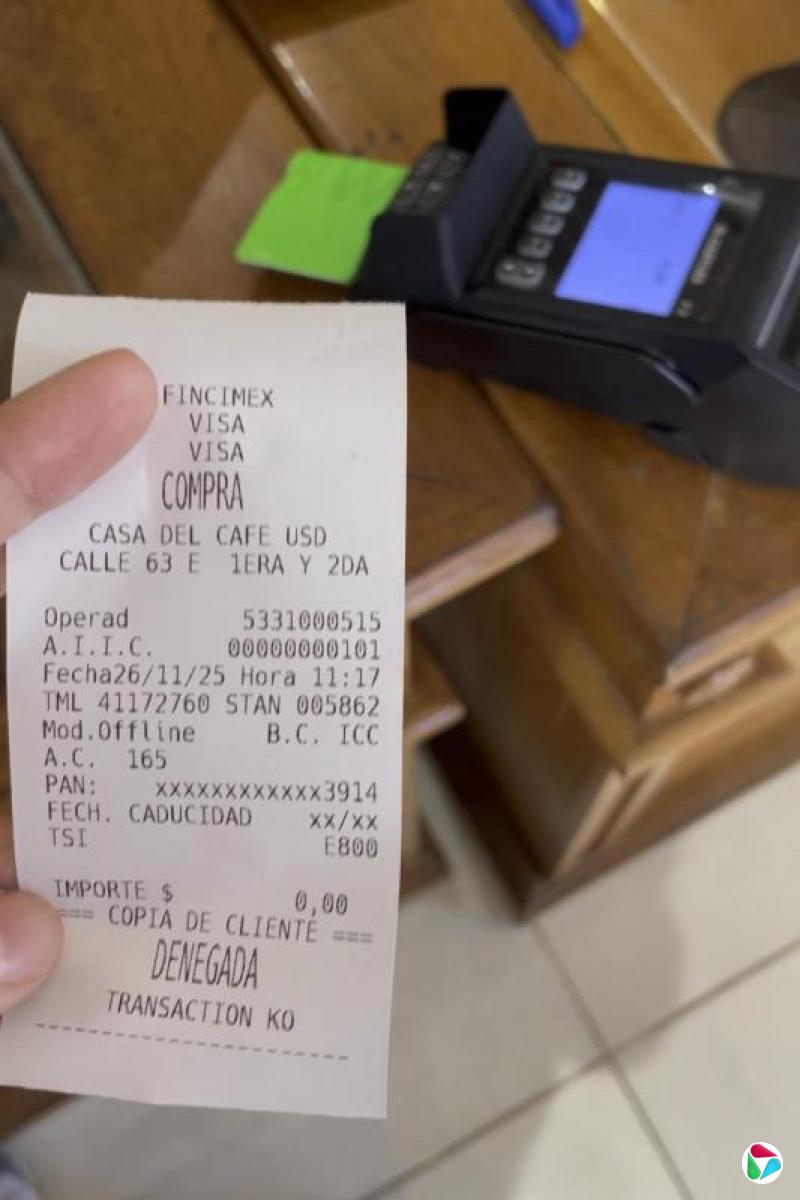 FINCIMEX
VISA
VISA
COMPRA
CASA DEL CAFE USD
CALLE 63 E 1ERA Y 2DA
Operad 5331000515
A.I.I.C. 00000000101
Fecha26/11/25 Hora 11:17
TML 41172760 STAN 005862
Mod.Offline B.C. ICC
A.C. 165
PAN: xxxxxxxxxxxx3914
FECH. CADUCIDAD xx/xx
TSI E800
IMPORTE $ 0,00
=== COPIA DE CLIENTE ===
DENEGADA
TRANSACTION KO